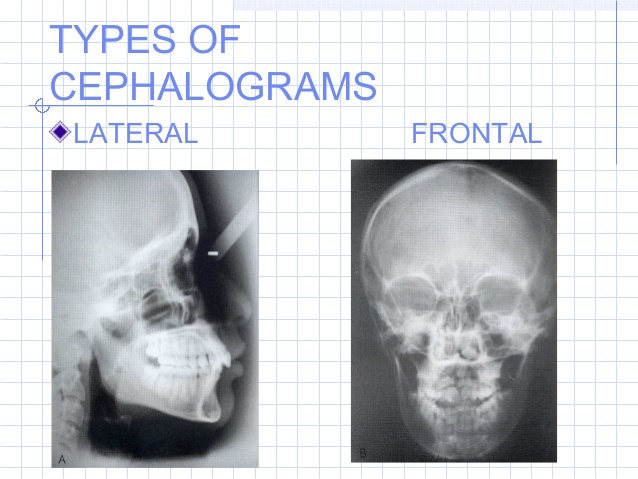 TYPES OF
CEPHALOGRAMS
LATERAL
FRONTAL
A
B